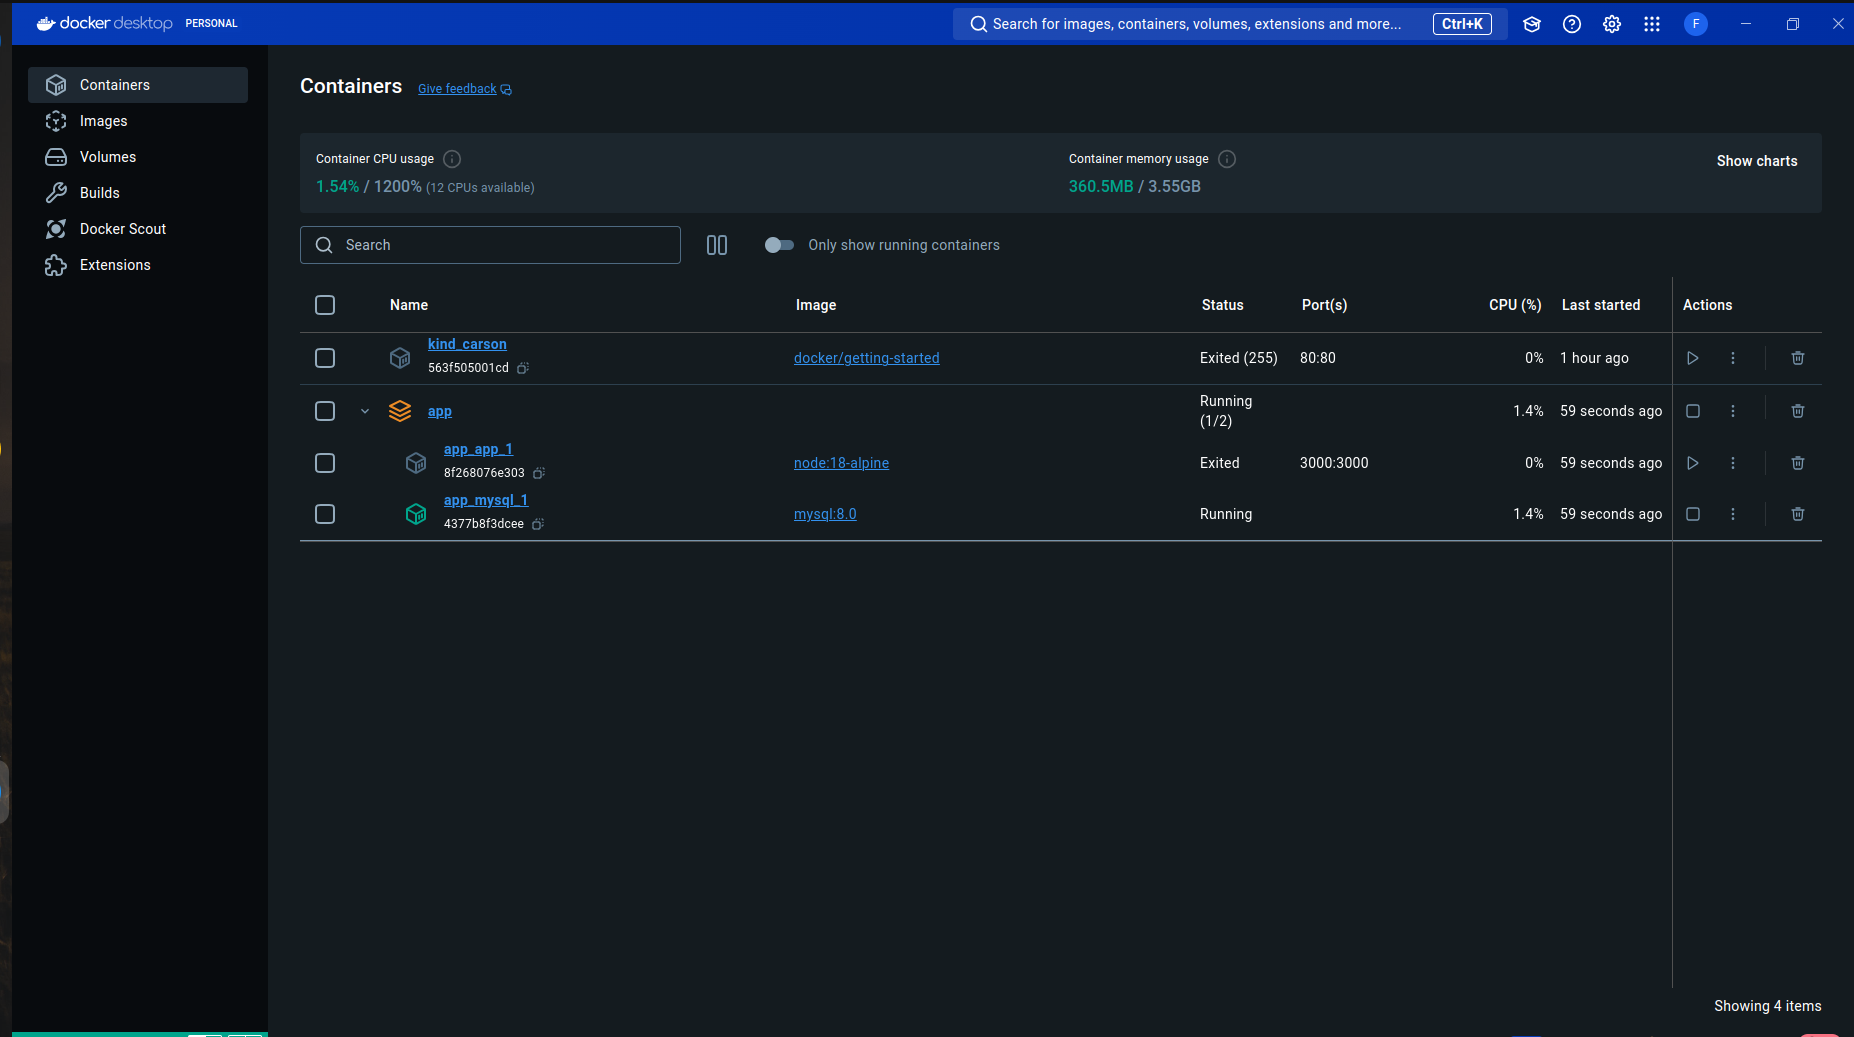 docker desktop PERSONAL
Search for images, containers, volumes, extensions and more... Ctrl+K
F
Containers
Images
Volumes
Builds
Docker Scout
Extensions
Containers Give feedback
Container CPU usage
1.54% / 1200% (12 CPUs available)
Container memory usage
360.5MB / 3.55GB
Show charts
Search
Only show running containers
Name Image Status Port(s) CPU (%) Last started Actions
kind_carson
563f505001cd
docker/getting-started Exited (255) 80:80 0% 1 hour ago
app Running (1/2) 1.4% 59 seconds ago
app_app_1
8f268076e303
node:18-alpine Exited 3000:3000 0% 59 seconds ago
app_mysql_1
4377b8f3dcee
mysql:8.0 Running 1.4% 59 seconds ago
Showing 4 items